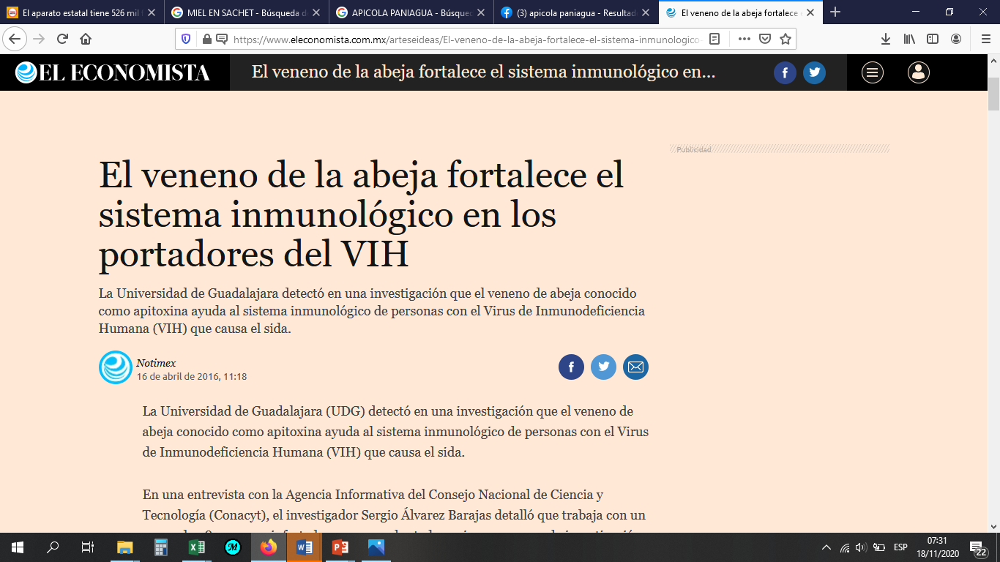 El aparato estatal tiene 526 mil f
MIEL EN SACHET - Búsqueda d
APICOLA PANIAGUA - Búsque
(3) apicola paniagua - Resultad
El veneno de la abeja fortalece e
https://www.eleconomista.com.mx/arteseideas/El-veneno-de-la-abeja-fortalece-el-sistema-inmunologico-
EL ECONOMISTA
El veneno de la abeja fortalece el sistema inmunológico en...
Publicidad
El veneno de la abeja fortalece el
sistema inmunológico en los
portadores del VIH
La Universidad de Guadalajara detectó en una investigación que el veneno de abeja conocido
como apitoxina ayuda al sistema inmunológico de personas con el Virus de Inmunodeficiencia
Humana (VIH) que causa el sida.
Notimex
16 de abril de 2016, 11:18
La Universidad de Guadalajara (UDG) detectó en una investigación que el veneno de
abeja conocido como apitoxina ayuda al sistema inmunológico de personas con el Virus
de Inmunodeficiencia Humana (VIH) que causa el sida.
En una entrevista con la Agencia Informativa del Consejo Nacional de Ciencia y
Tecnología (Conacyt), el investigador Sergio Álvarez Barajas detalló que trabaja con un
ESP
07:31
18/11/2020
22